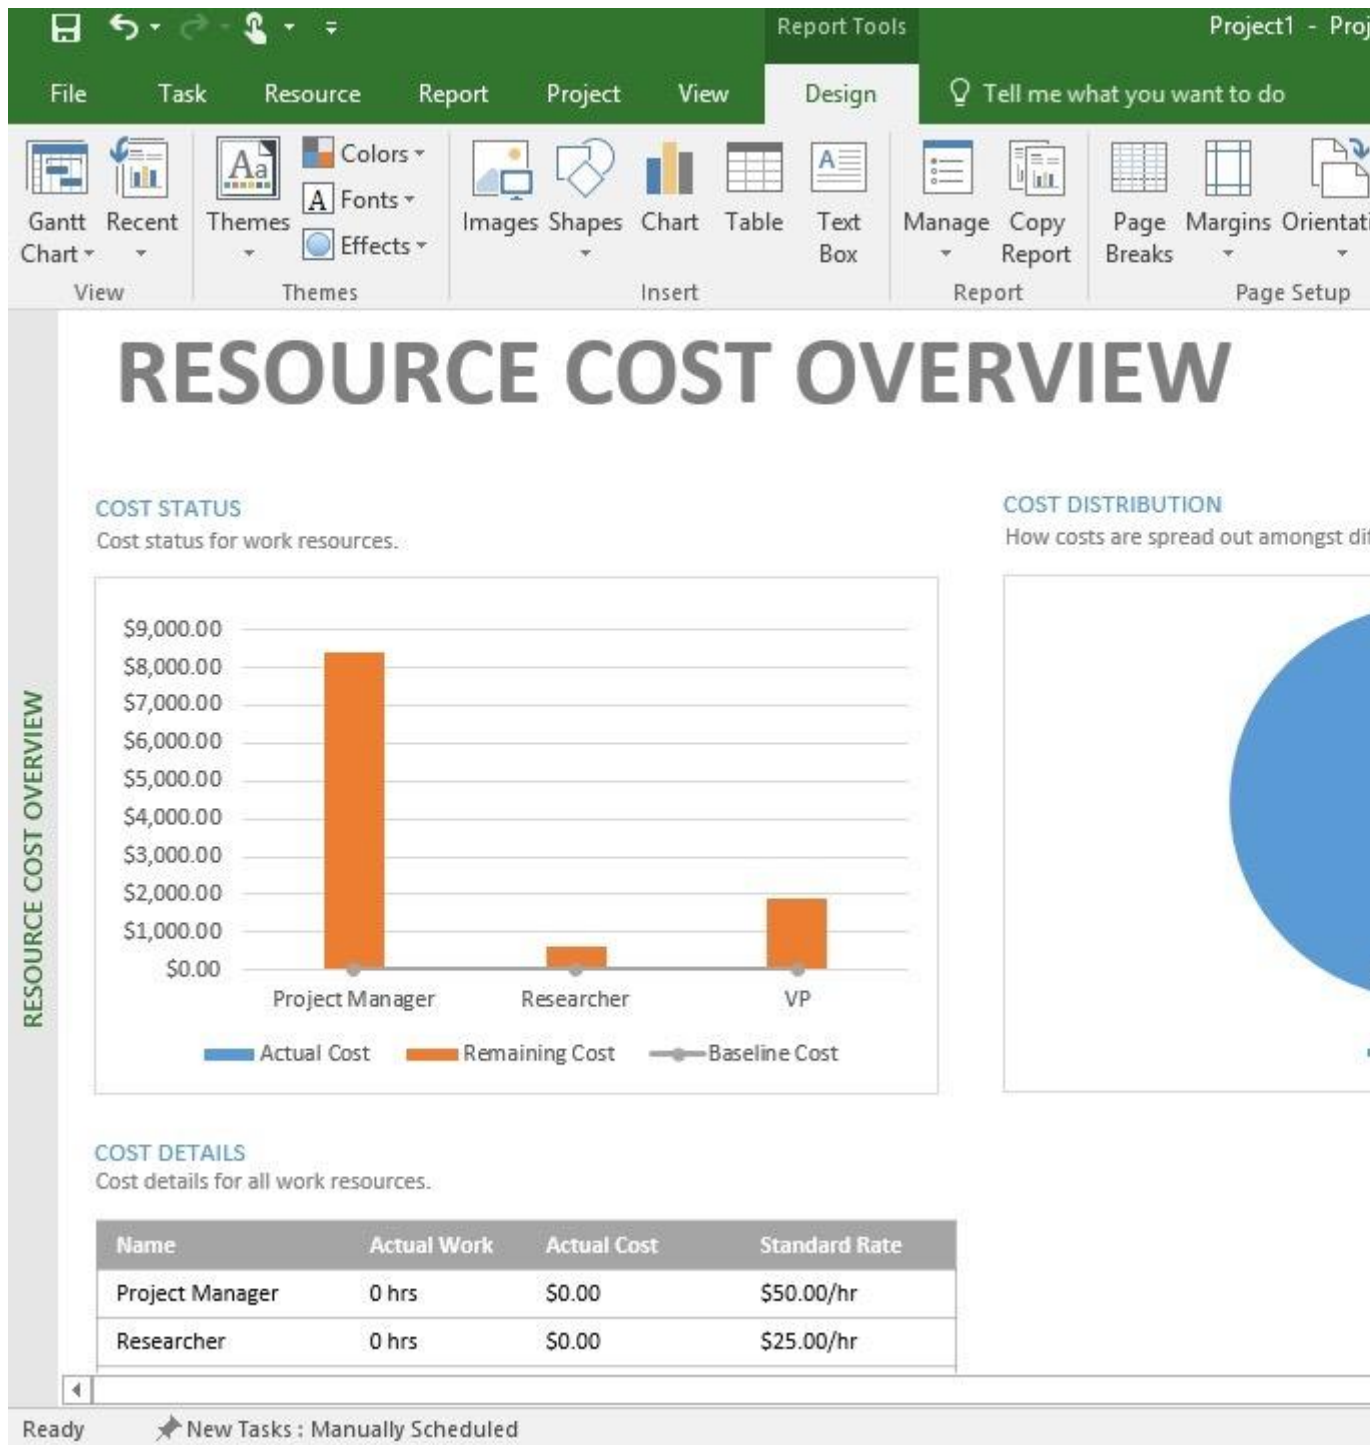 Report Tools
Project1 - Proj
File Task Resource Report Project View Design Tell me what you want to do
Gantt Chart
Recent
View
Aa
Themes
Colors
A Fonts
Effects
Themes
Images
Shapes
Chart
Table
A
Text Box
Insert
Manage
Copy Report
Report
Page Breaks
Margins
Orientati
Page Setup
RESOURCE COST OVERVIEW
RESOURCE COST OVERVIEW
COST STATUS
Cost status for work resources.
$9,000.00
$8,000.00
$7,000.00
$6,000.00
$5,000.00
$4,000.00
$3,000.00
$2,000.00
$1,000.00
$0.00
Project Manager Researcher VP
Actual Cost Remaining Cost Baseline Cost
COST DISTRIBUTION
How costs are spread out amongst dif
COST DETAILS
Cost details for all work resources.
Name Actual Work Actual Cost Standard Rate
Project Manager 0 hrs $0.00 $50.00/hr
Researcher 0 hrs $0.00 $25.00/hr
Ready New Tasks : Manually Scheduled